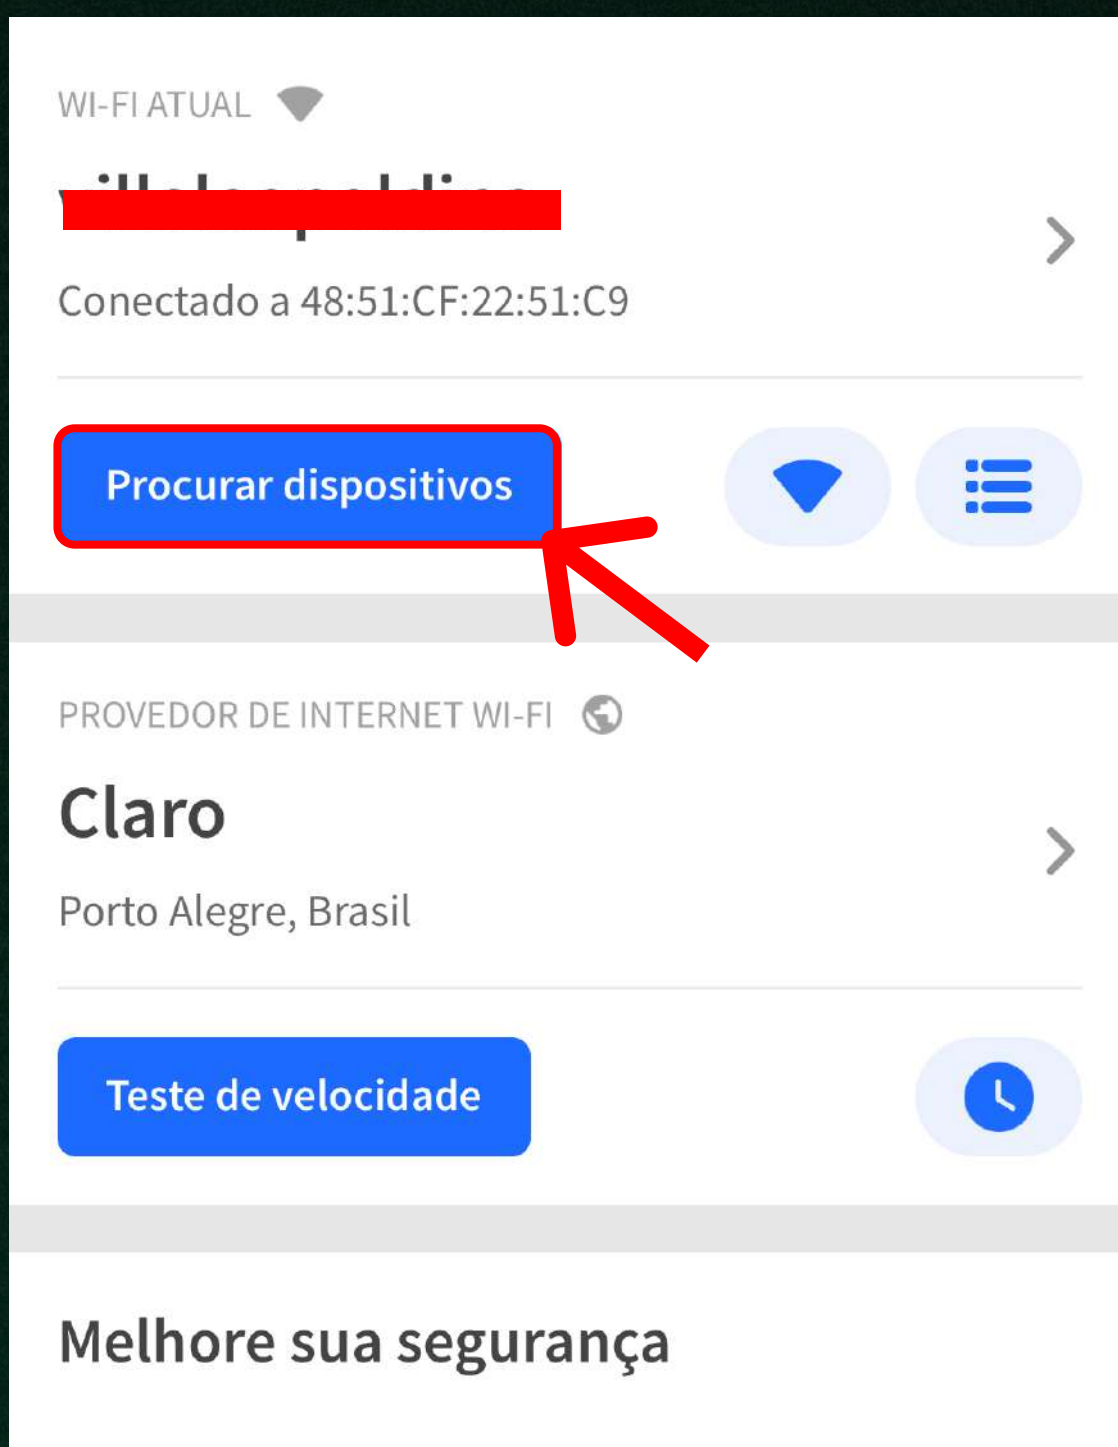 WI-FI ATUAL
Conectado a 48:51:CF:22:51:C9
Procurar dispositivos
PROVEDOR DE INTERNET WI-FI
Claro
Porto Alegre, Brasil
Teste de velocidade
Melhore sua segurança